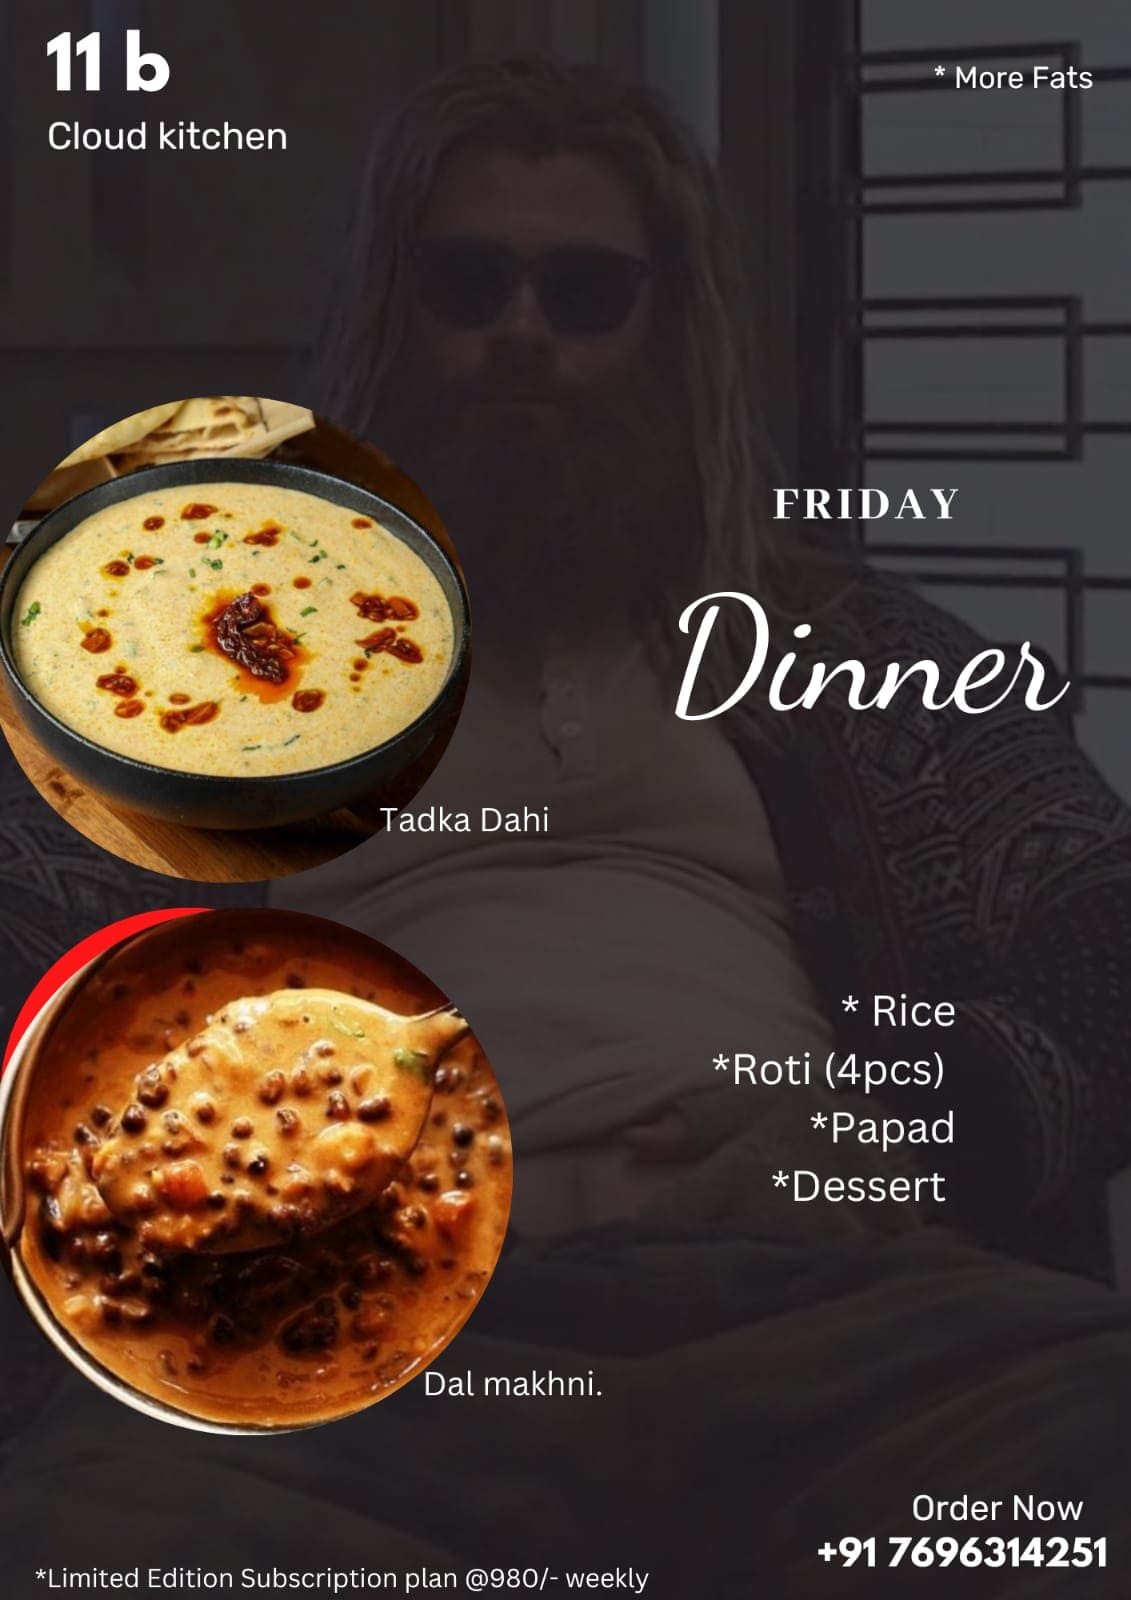 11 b
Cloud kitchen
* More Fats
FRIDAY
Dinner
Tadka Dahi
* Rice
*Roti (4pcs)
*Papad
*Dessert
Dal makhni.
Order Now
+91 7696314251
*Limited Edition Subscription plan @980/- weekly